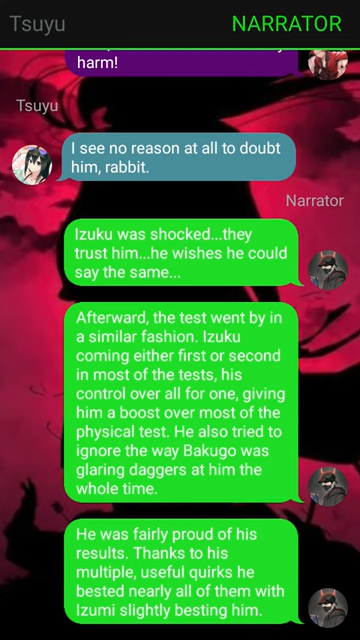 Tsuyu
NARRATOR
harm!
Tsuyu
I see no reason at all to doubt
him, rabbit.
Narrator
Izuku was shocked...they
trust him...he wishes he could
say the same...
Afterward, the test went by in
a similar fashion. Izuku
coming either first or second
in most of the tests, his
control over all for one, giving
him a boost over most of the
physical test. He also tried to
ignore the way Bakugo was
glaring daggers at him the
whole time.
He was fairly proud of his
results. Thanks to his
multiple, useful quirks he
bested nearly all of them with
Izumi slightly besting him.